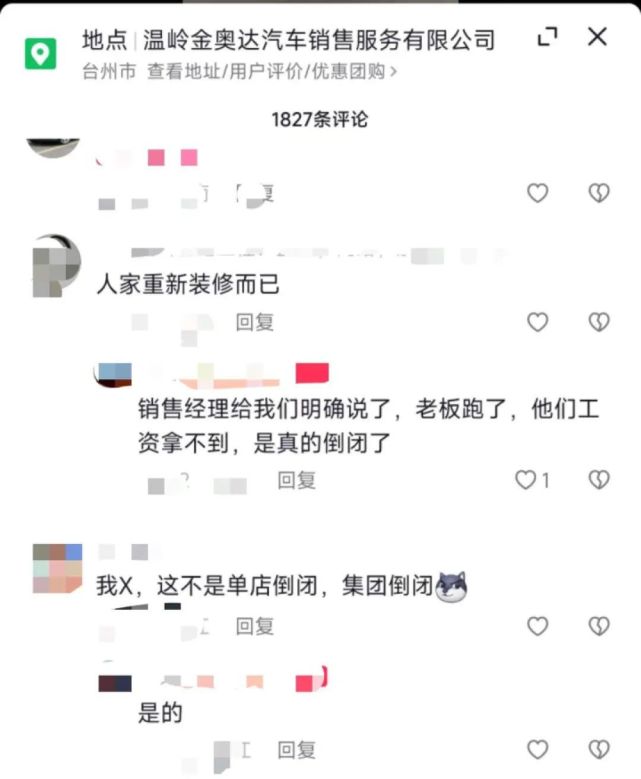 地点|温岭金奥达汽车销售服务有限公司
台州市 查看地址/用户评价/优惠团购>
1827条评论
回复
人家重新装修而已
回复
销售经理给我们明确说了，老板跑了，他们工
资拿不到，是真的倒闭了
回复 1
我X，这不是单店倒闭，集团倒闭
回复
是的
回复